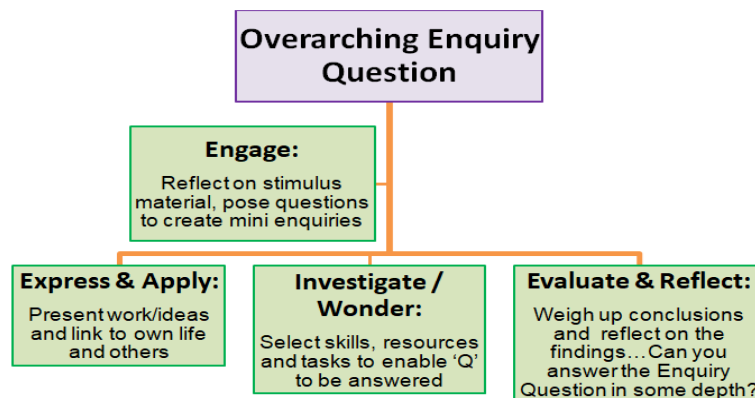 Overarching Enquiry
Question
Engage:
Reflect on stimulus
material, pose questions
to create mini enquiries
Express & Apply:
Present work/ideas
and link to own life
and others
Investigate /
Wonder:
Select skills, resources
and tasks to enable ‘Q’
to be answered
Evaluate & Reflect:
Weigh up conclusions
and reflect on the
findings…Can you
answer the Enquiry
Question in some depth?